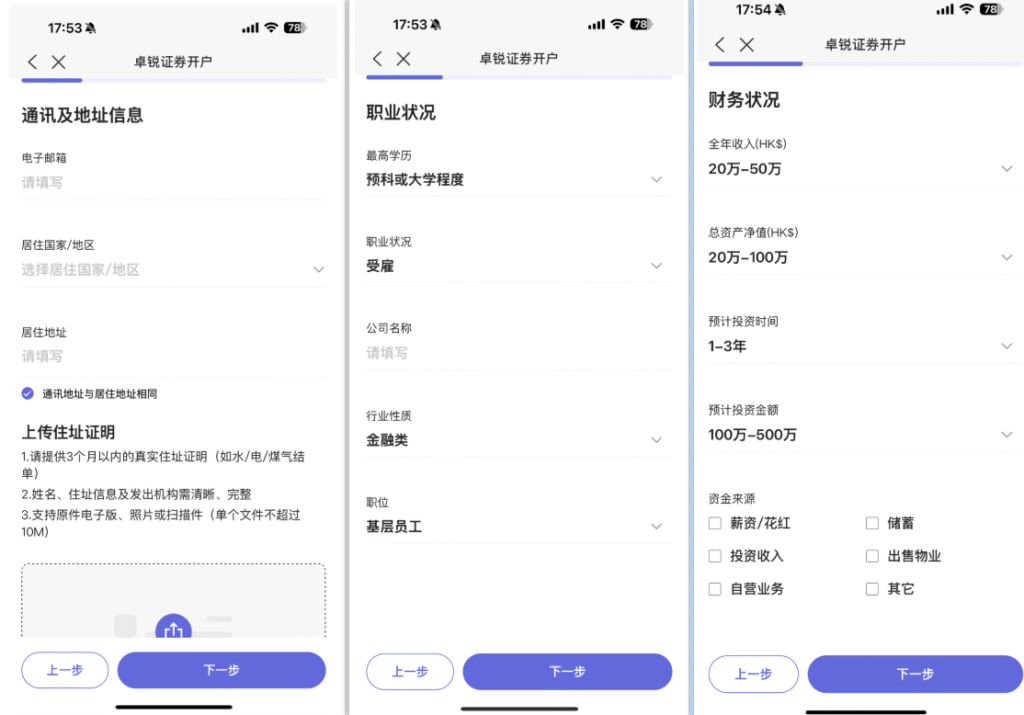 17:53
78
卓锐证券开户
通讯及地址信息
电子邮箱
请填写
居住国家/地区
选择居住国家/地区
居住地址
请填写
通讯地址与居住地址相同
上传住址证明
1.请提供3个月以内的真实住址证明（如水/电/煤气结
单）
2.姓名、住址信息及发出机构需清晰、完整
3.支持原件电子版、照片或扫描件（单个文件不超过
10M）
上一步
下一步
17:53
78
卓锐证券开户
职业状况
最高学历
预科或大学程度
职业状况
受雇
公司名称
请填写
行业性质
金融类
职位
基层员工
上一步
下一步
17:54
78
卓锐证券开户
财务状况
全年收入(HK$)
20万-50万
总资产净值(HK$)
20万-100万
预计投资时间
1-3年
预计投资金额
100万-500万
资金来源
薪资/花红
储蓄
投资收入
出售物业
自营业务
其它
上一步
下一步